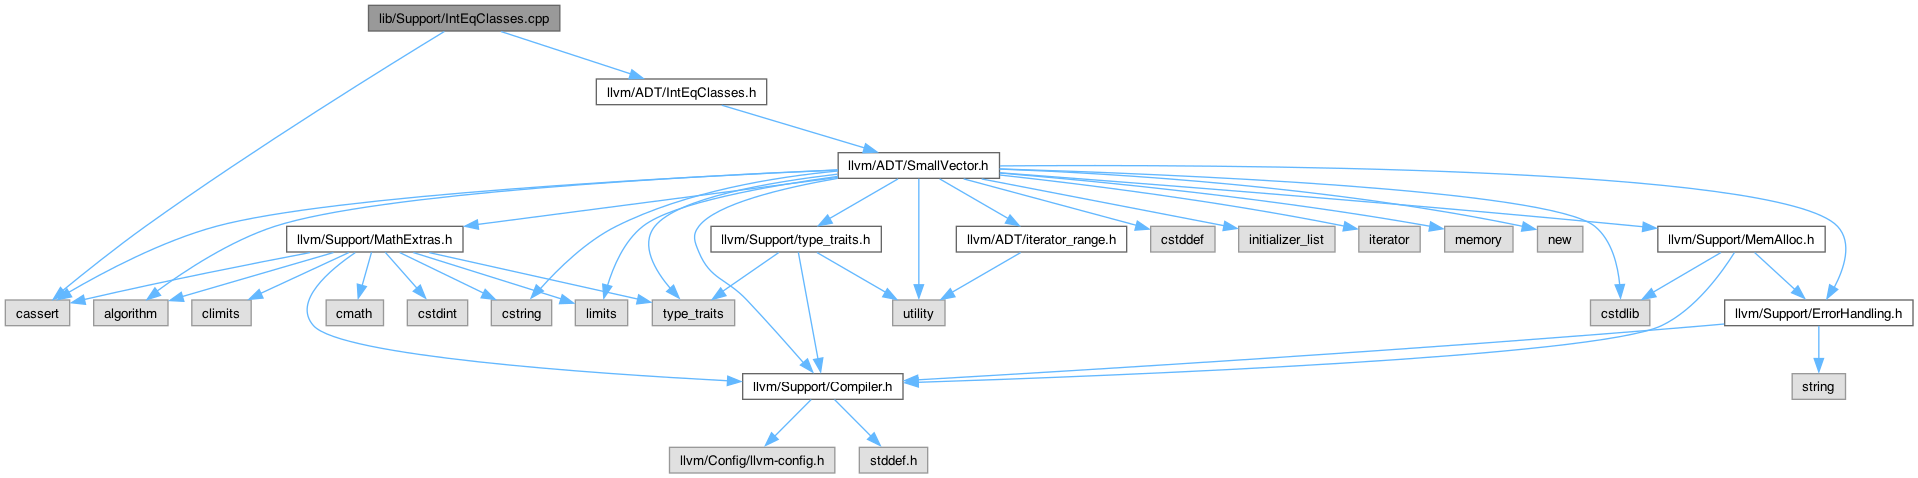 lib/Support/IntEqClasses.cpp
llvm/ADT/IntEqClasses.h
llvm/ADT/SmallVector.h
llvm/Support/MathExtras.h
llvm/Support/type_traits.h
llvm/ADT/iterator_range.h
cstddef
initializer_list
iterator
memory
new
llvm/Support/MemAlloc.h
cassert
algorithm
climits
cmath
cstdint
cstring
limits
type_traits
utility
cstdlib
llvm/Support/ErrorHandling.h
llvm/Support/Compiler.h
string
llvm/Config/llvm-config.h
stddef.h